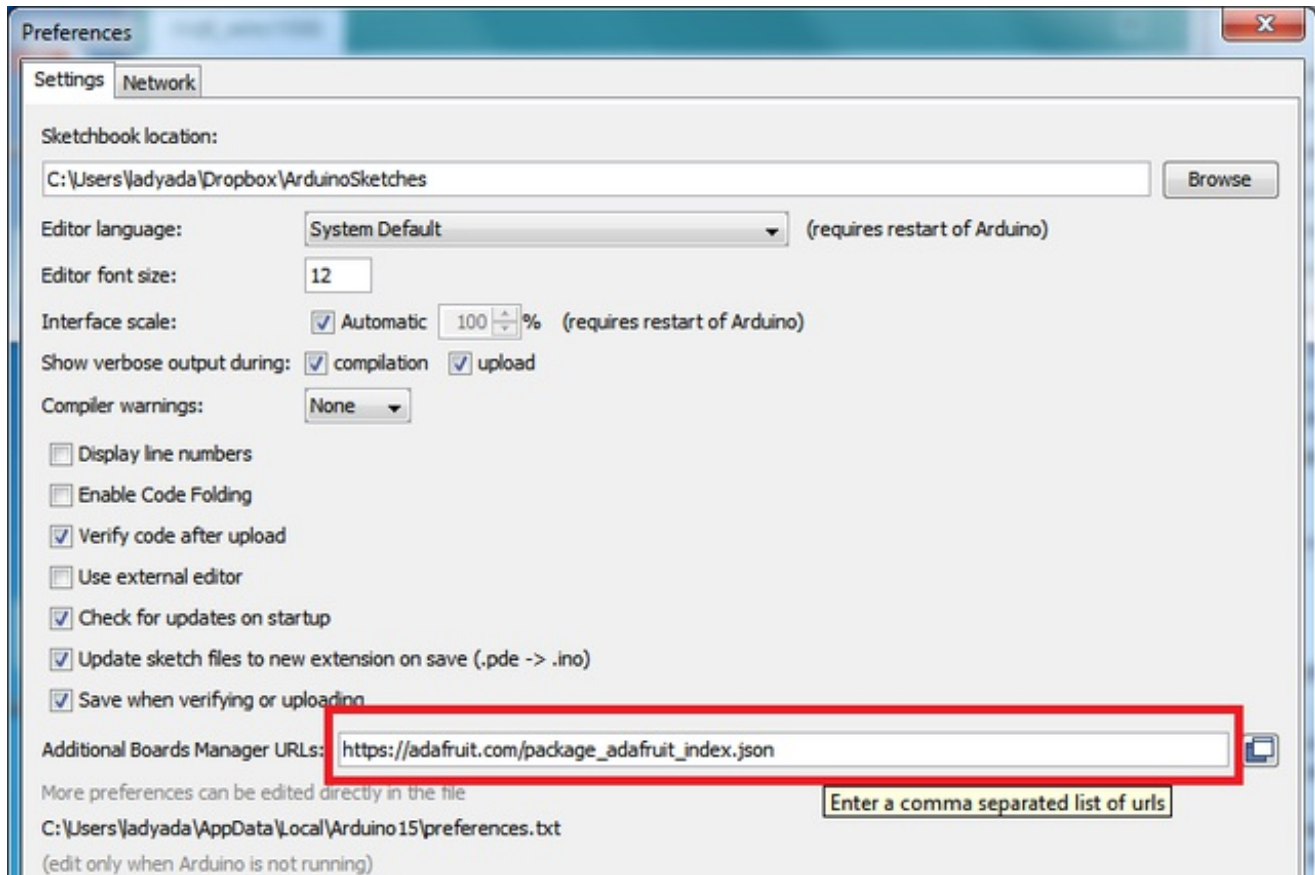 Preferences
Settings Network
Sketchbook location:
C:\Users\ladyada\Dropbox\ArduinoSketches Browse
Editor language: System Default (requires restart of Arduino)
Editor font size: 12
Interface scale: Automatic 100 % (requires restart of Arduino)
Show verbose output during: compilation upload
Compiler warnings: None
Display line numbers
Enable Code Folding
Verify code after upload
Use external editor
Check for updates on startup
Update sketch files to new extension on save (.pde -> .ino)
Save when verifying or uploading
Additional Boards Manager URLs: https://adafruit.com/package_adafruit_index.json
More preferences can be edited directly in the file
Enter a comma separated list of urls
C:\Users\ladyada\AppData\Local\Arduino15\preferences.txt
(edit only when Arduino is not running)